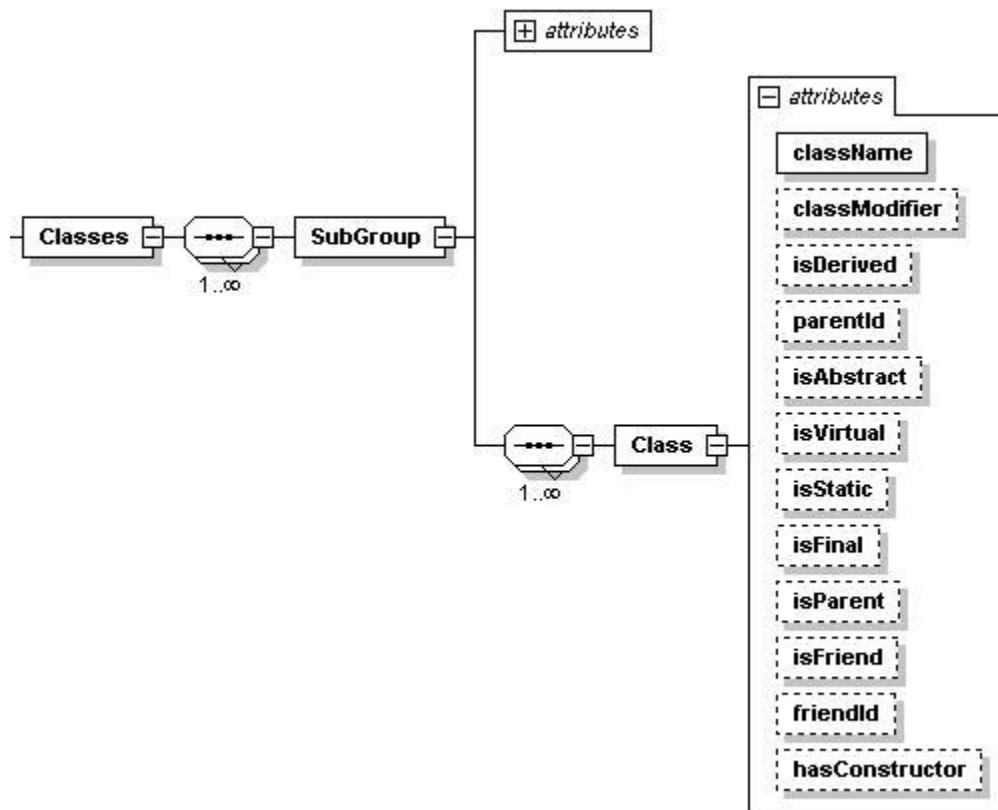 attributes
attributes
className
classModifier
Classes
SubGroup
isDerived
1..∞
parentId
isAbstract
isVirtual
Class
isStatic
1..∞
isFinal
isParent
isFriend
friendId
hasConstructor